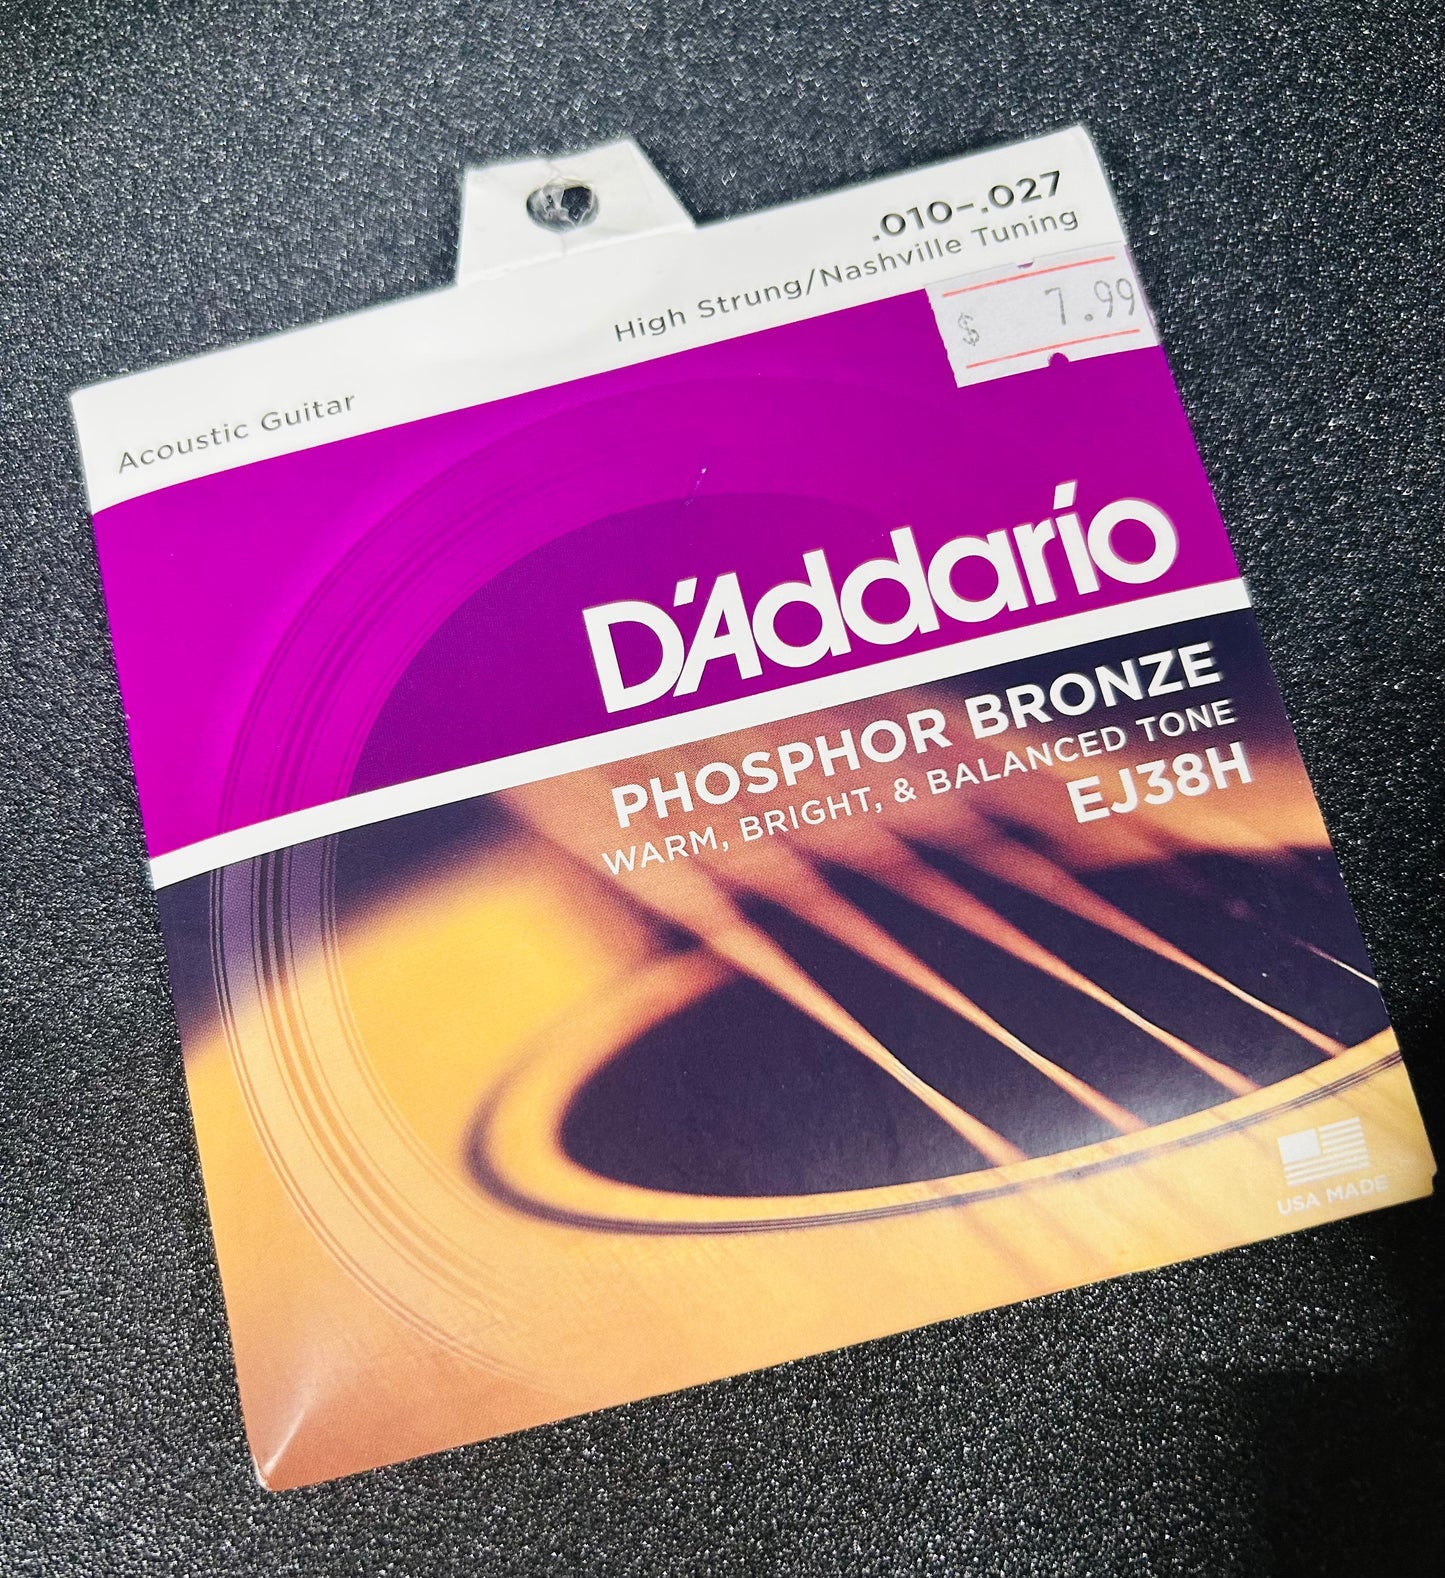 .010–.027
High Strung/Nashville Tuning
Acoustic Guitar
$ 7.99
D'Addario
PHOSPHOR BRONZE
WARM, BRIGHT, & BALANCED TONE
EJ38H
USA MADE